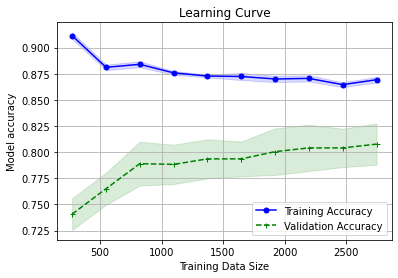 Learning Curve
0.900
0.875
0.850
0.825
0.800
0.775
0.750
0.725
Model accuracy
Training Accuracy
Validation Accuracy
500 1000 1500 2000 2500
Training Data Size